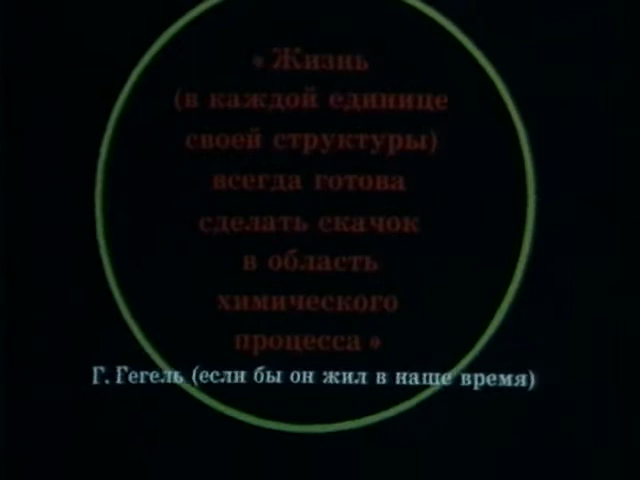 « Жизнь
(в каждой единице
своей структуры)
всегда готова
сделать скачок
в область
химического
процесса »
Г. Гегель (если бы он жил в наше время)